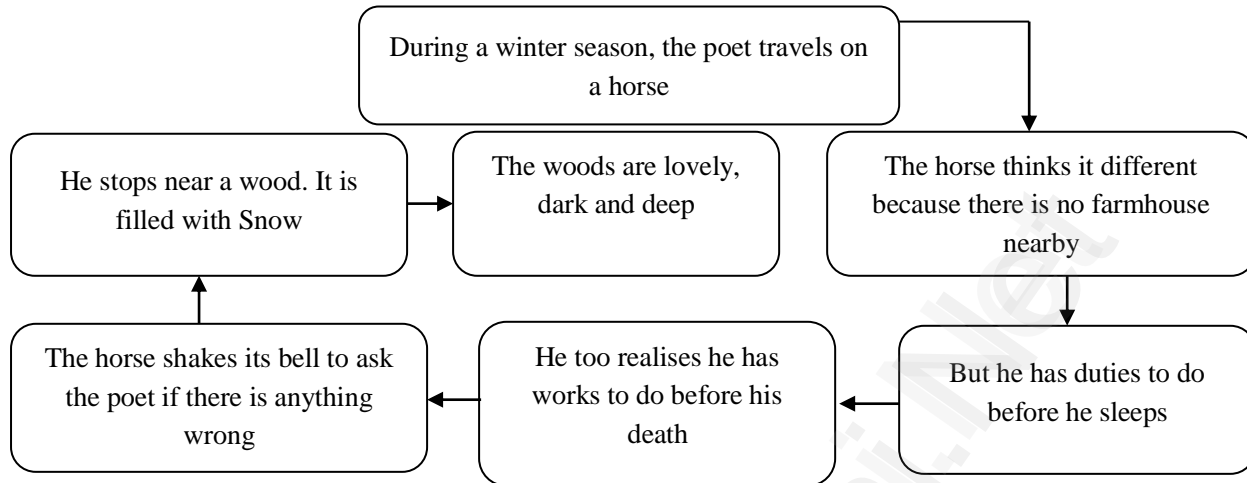 During a winter season, the poet travels on
a horse
He stops near a wood. It is
filled with Snow
The woods are lovely,
dark and deep
The horse thinks it different
because there is no farmhouse
nearby
The horse shakes its bell to ask
the poet if there is anything
wrong
He too realises he has
works to do before his
death
But he has duties to do
before he sleeps